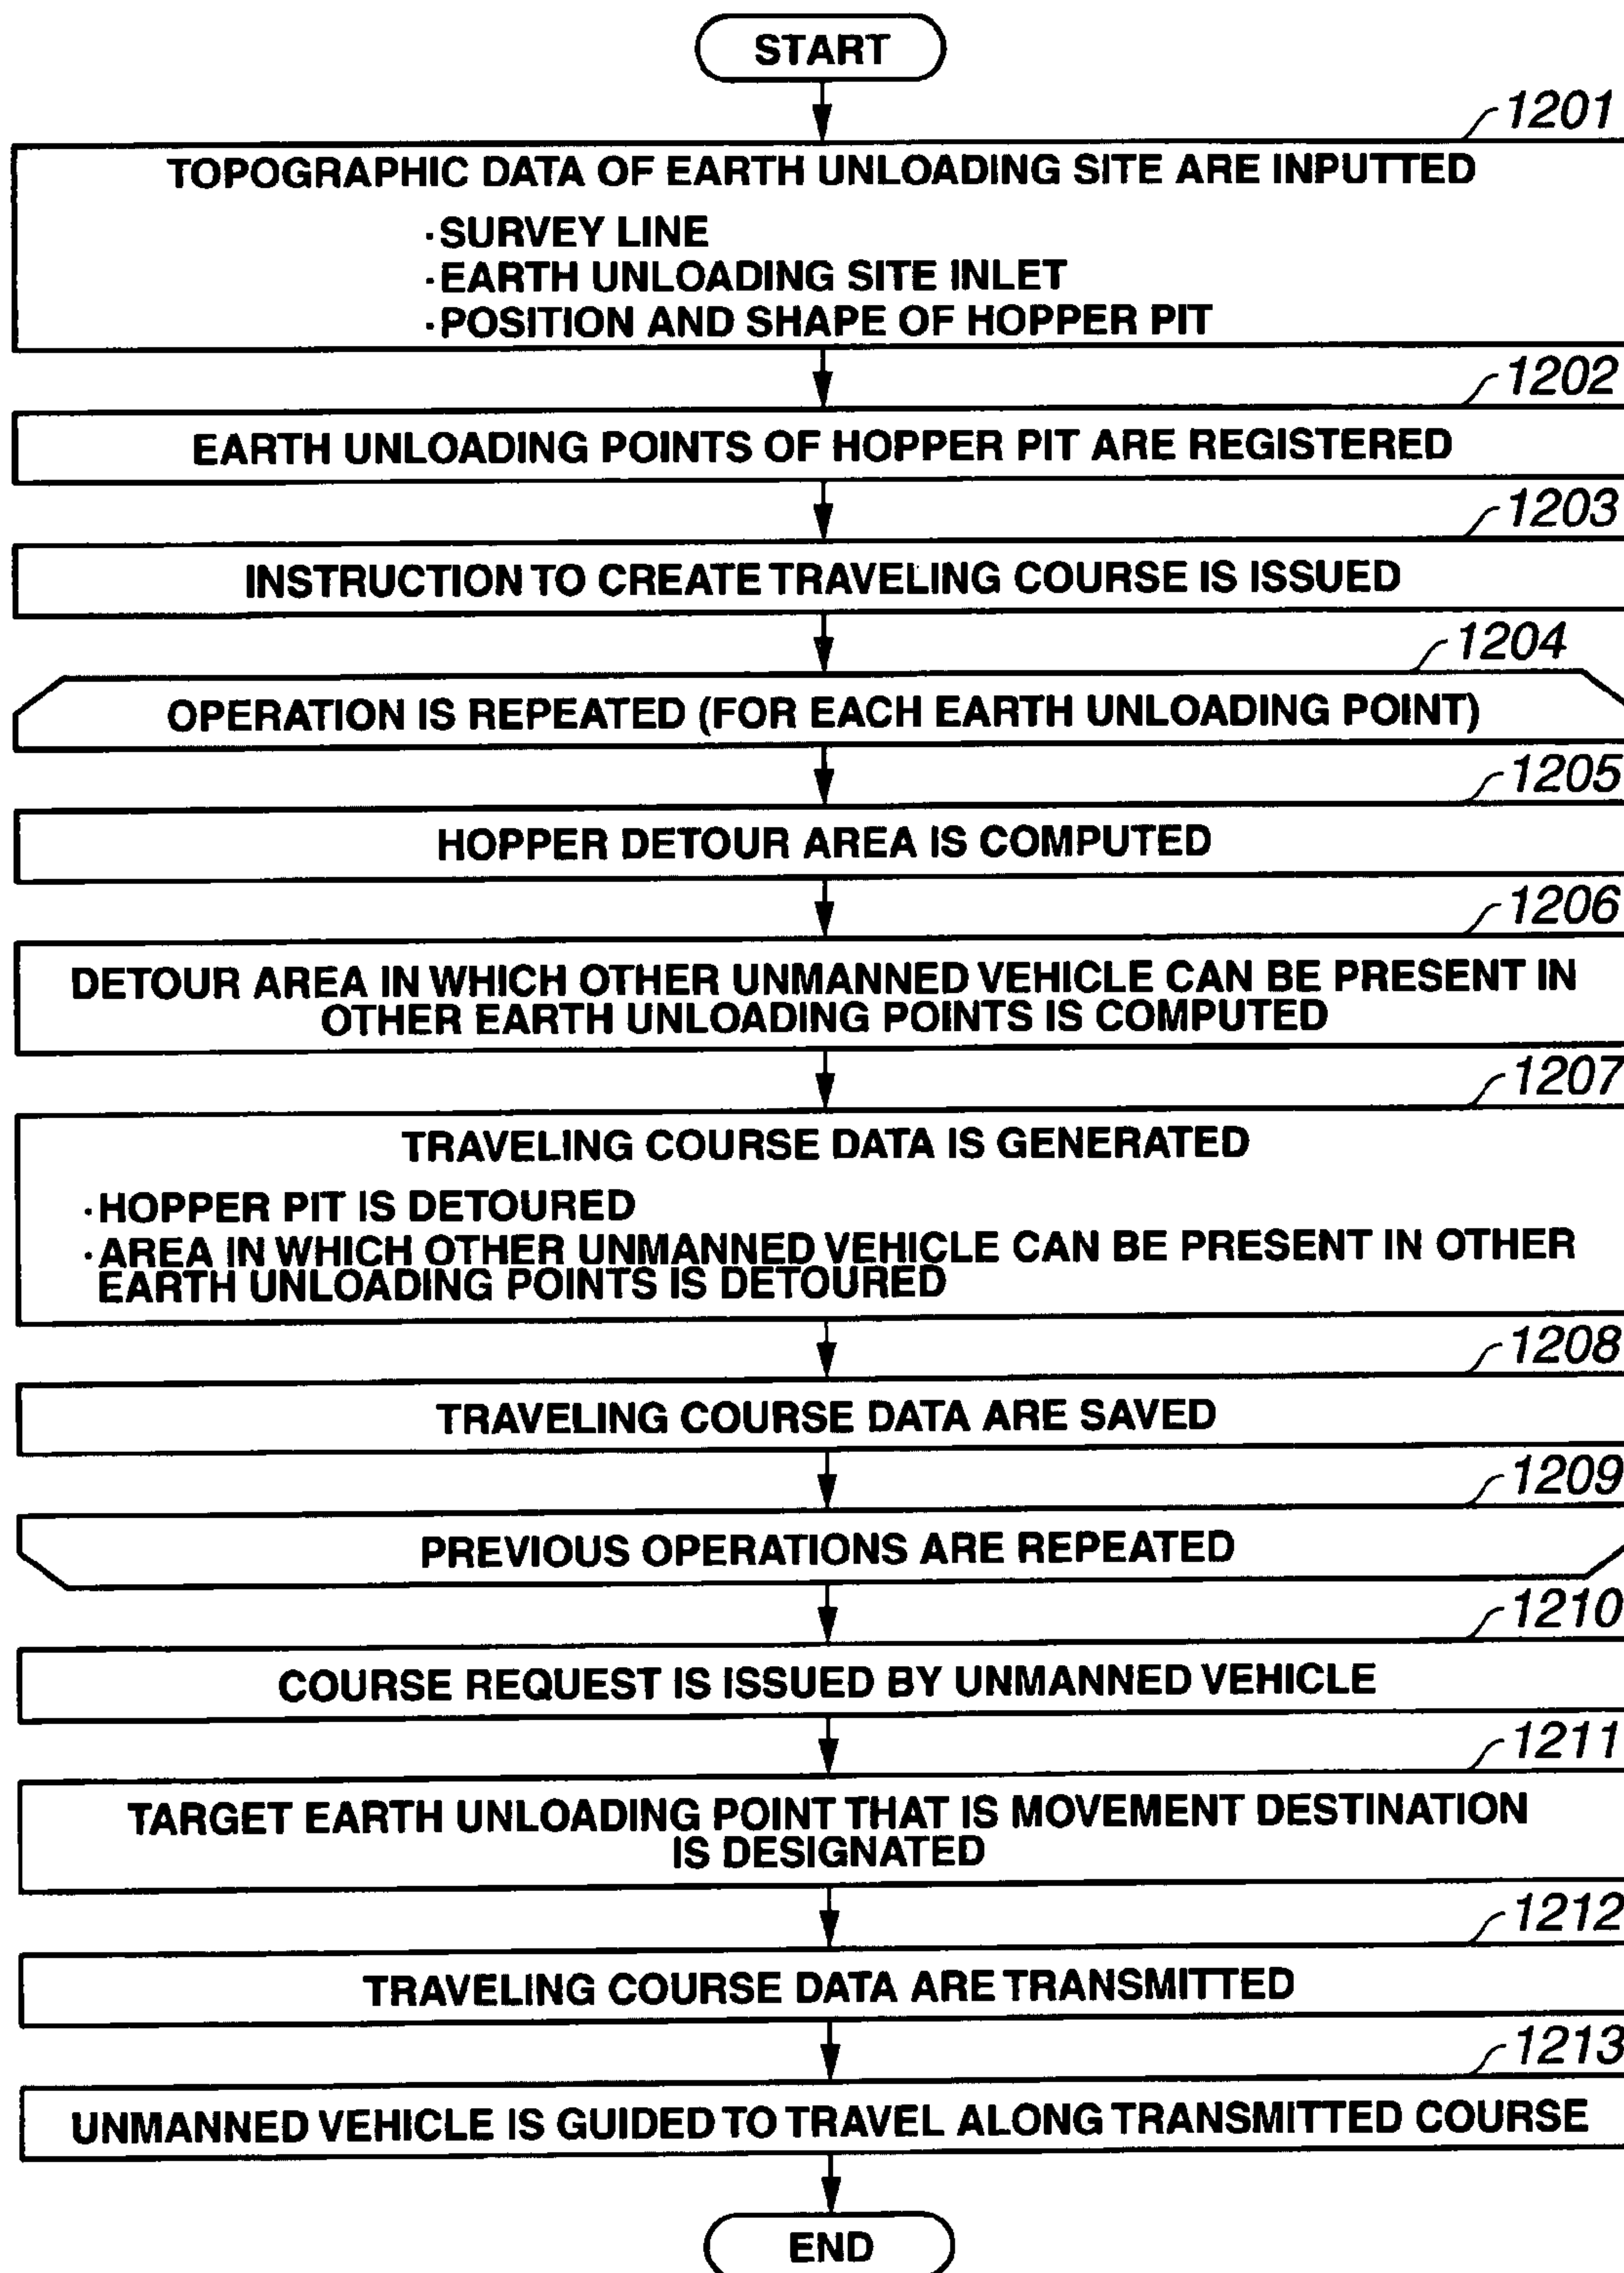 START
1201
TOPOGRAPHIC DATA OF EARTH UNLOADING SITE ARE INPUTTED
·SURVEY LINE
·EARTH UNLOADING SITE INLET
·POSITION AND SHAPE OF HOPPER PIT
1202
EARTH UNLOADING POINTS OF HOPPER PIT ARE REGISTERED
1203
INSTRUCTION TO CREATE TRAVELING COURSE IS ISSUED
1204
OPERATION IS REPEATED (FOR EACH EARTH UNLOADING POINT)
1205
HOPPER DETOUR AREA IS COMPUTED
1206
DETOUR AREA IN WHICH OTHER UNMANNED VEHICLE CAN BE PRESENT IN
OTHER EARTH UNLOADING POINTS IS COMPUTED
1207
TRAVELING COURSE DATA IS GENERATED
·HOPPER PIT IS DETOURED
·AREA IN WHICH OTHER UNMANNED VEHICLE CAN BE PRESENT IN OTHER
EARTH UNLOADING POINTS IS DETOURED
1208
TRAVELING COURSE DATA ARE SAVED
1209
PREVIOUS OPERATIONS ARE REPEATED
1210
COURSE REQUEST IS ISSUED BY UNMANNED VEHICLE
1211
TARGET EARTH UNLOADING POINT THAT IS MOVEMENT DESTINATION
IS DESIGNATED
1212
TRAVELING COURSE DATA ARE TRANSMITTED
1213
UNMANNED VEHICLE IS GUIDED TO TRAVEL ALONG TRANSMITTED COURSE
END